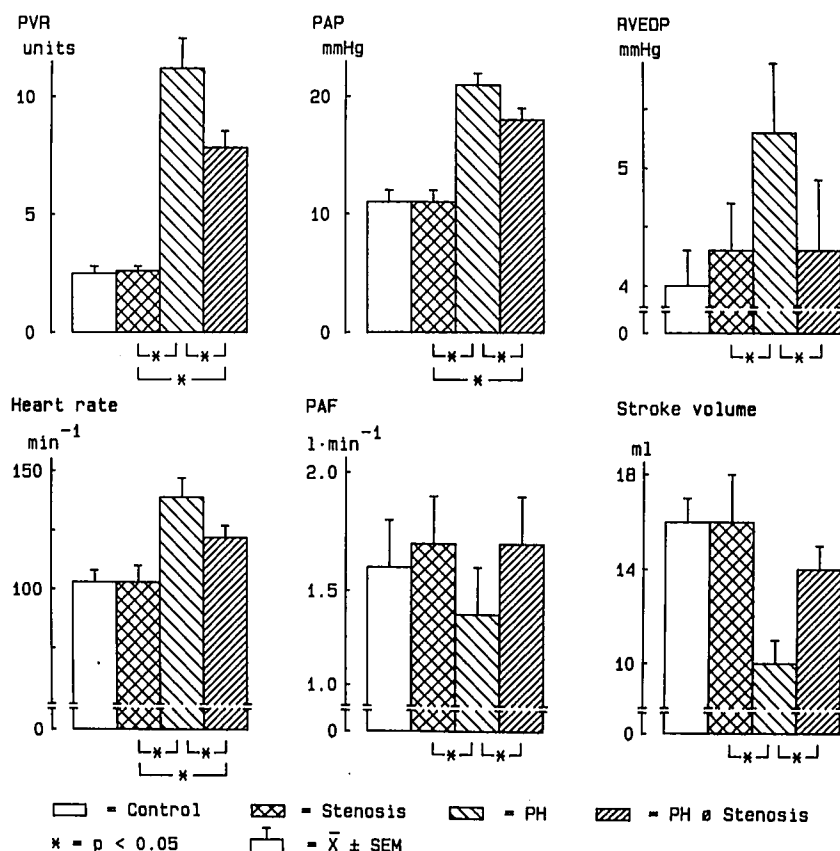 PVR
units
10
5
0
*
*
*
PAP
mmHg
20
10
0
*
*
*
RVEDP
mmHg
5
4
0
*
*
Heart rate
min⁻¹
150
100
0
*
*
*
PAF
l·min⁻¹
2.0
1.5
1.0
0
*
*
Stroke volume
ml
18
14
10
0
*
*
= Control
= Stenosis
= PH
= PH ø Stenosis
* = p < 0.05
= X̄ ± SEM